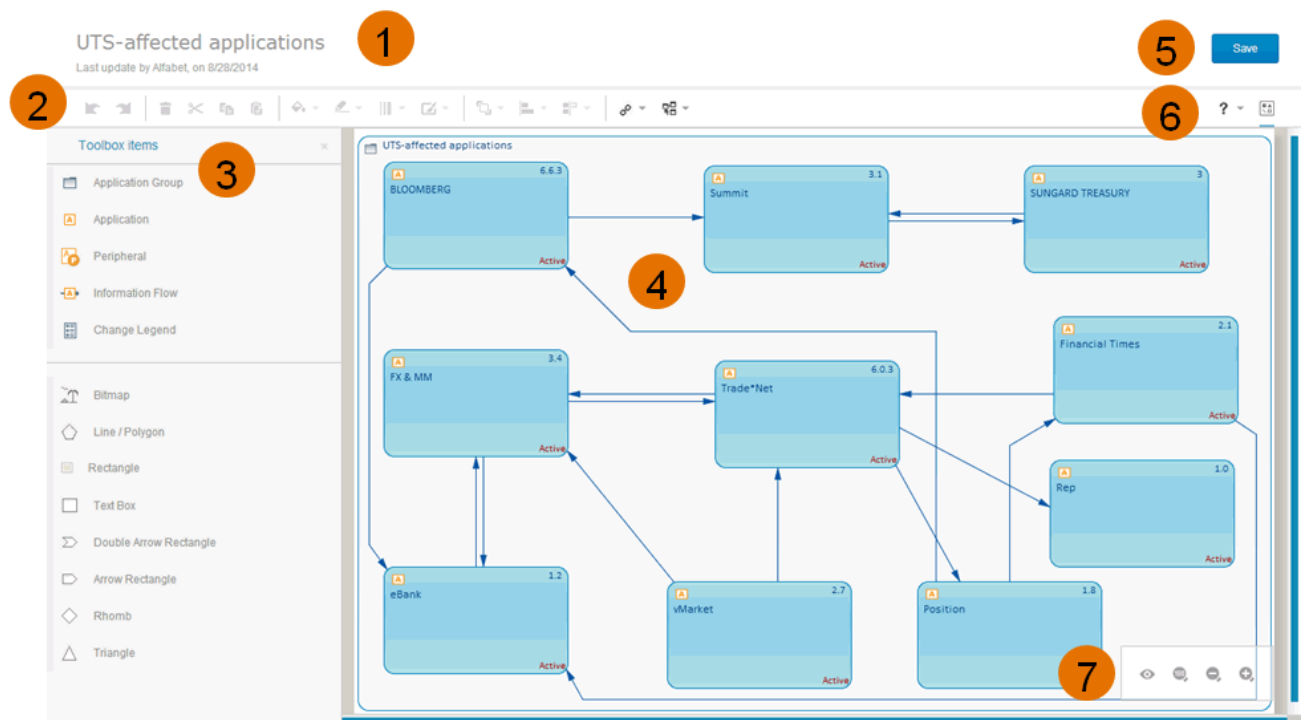 UTS-affected applications
1
5
Save
Last update by Alfabet, on 8/28/2014
2
6
?
Toolbox items
×
3
Application Group
A Application
A Peripheral
A Information Flow
Change Legend
Bitmap
Line / Polygon
Rectangle
Text Box
Double Arrow Rectangle
Arrow Rectangle
Rhomb
Triangle
UTS-affected applications
A 6.6.3
BLOOMBERG
Active
A 3.1
Summit
Active
A 3
SUNGARD TREASURY
Active
4
A 2.1
Financial Times
Active
A 3.4
FX & MM
Active
A 6.0.3
Trade*Net
Active
A 1.0
Rep
Active
A 1.2
eBank
Active
A 2.7
vMarket
Active
A 1.8
Position
7